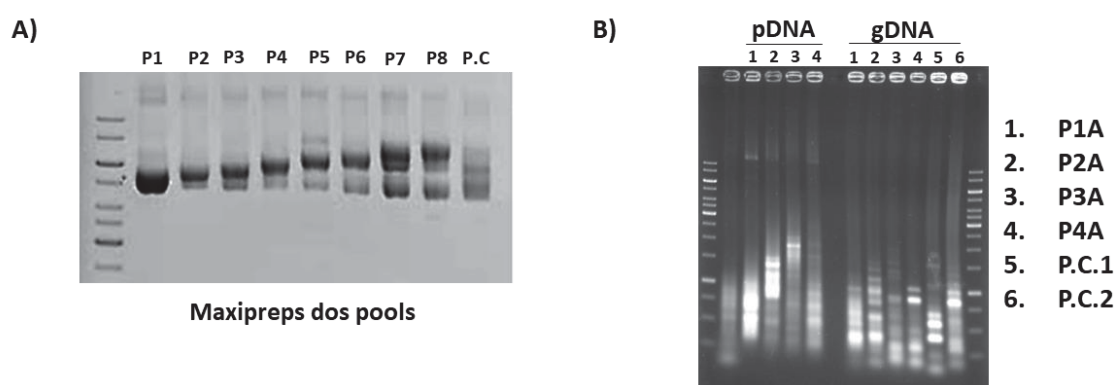 A)
P1 P2 P3 P4 P5 P6 P7 P8 P.C
Maxipreps dos pools
B)
pDNA gDNA
1 2 3 4 1 2 3 4 5 6
1. P1A
2. P2A
3. P3A
4. P4A
5. P.C.1
6. P.C.2